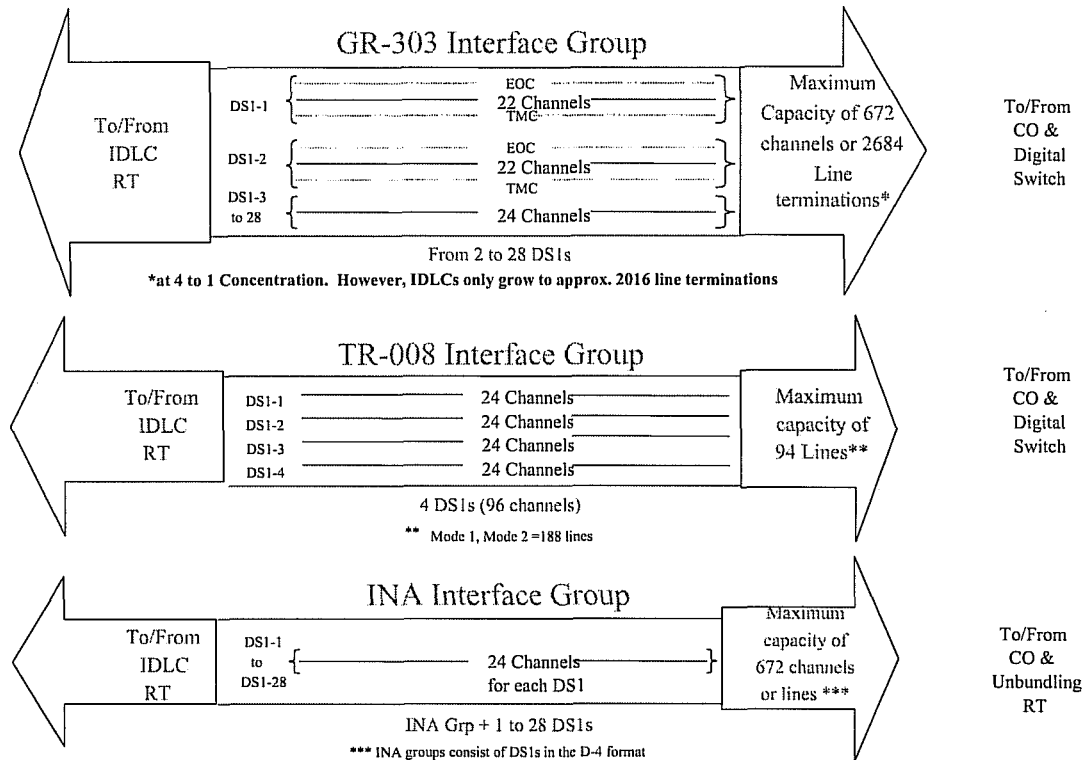 GR-303 Interface Group
To/From
IDLC
RT
DS1-1
EOC
22 Channels
TMC
DS1-2
EOC
22 Channels
TMC
DS1-3
to 28
24 Channels
Maximum
Capacity of 672
channels or 2684
Line
terminations*
To/From
CO &
Digital
Switch
From 2 to 28 DS1s
*at 4 to 1 Concentration. However, IDLCs only grow to approx. 2016 line terminations
TR-008 Interface Group
To/From
IDLC
RT
DS1-1 24 Channels
DS1-2 24 Channels
DS1-3 24 Channels
DS1-4 24 Channels
Maximum
capacity of
94 Lines**
To/From
CO &
Digital
Switch
4 DS1s (96 channels)
** Mode 1, Mode 2 =188 lines
INA Interface Group
To/From
IDLC
RT
DS1-1
to
DS1-28
24 Channels
for each DS1
Maximum
capacity of
672 channels
or lines ***
To/From
CO &
Unbundling
RT
INA Grp + 1 to 28 DS1s
*** INA groups consist of DS1s in the D-4 format